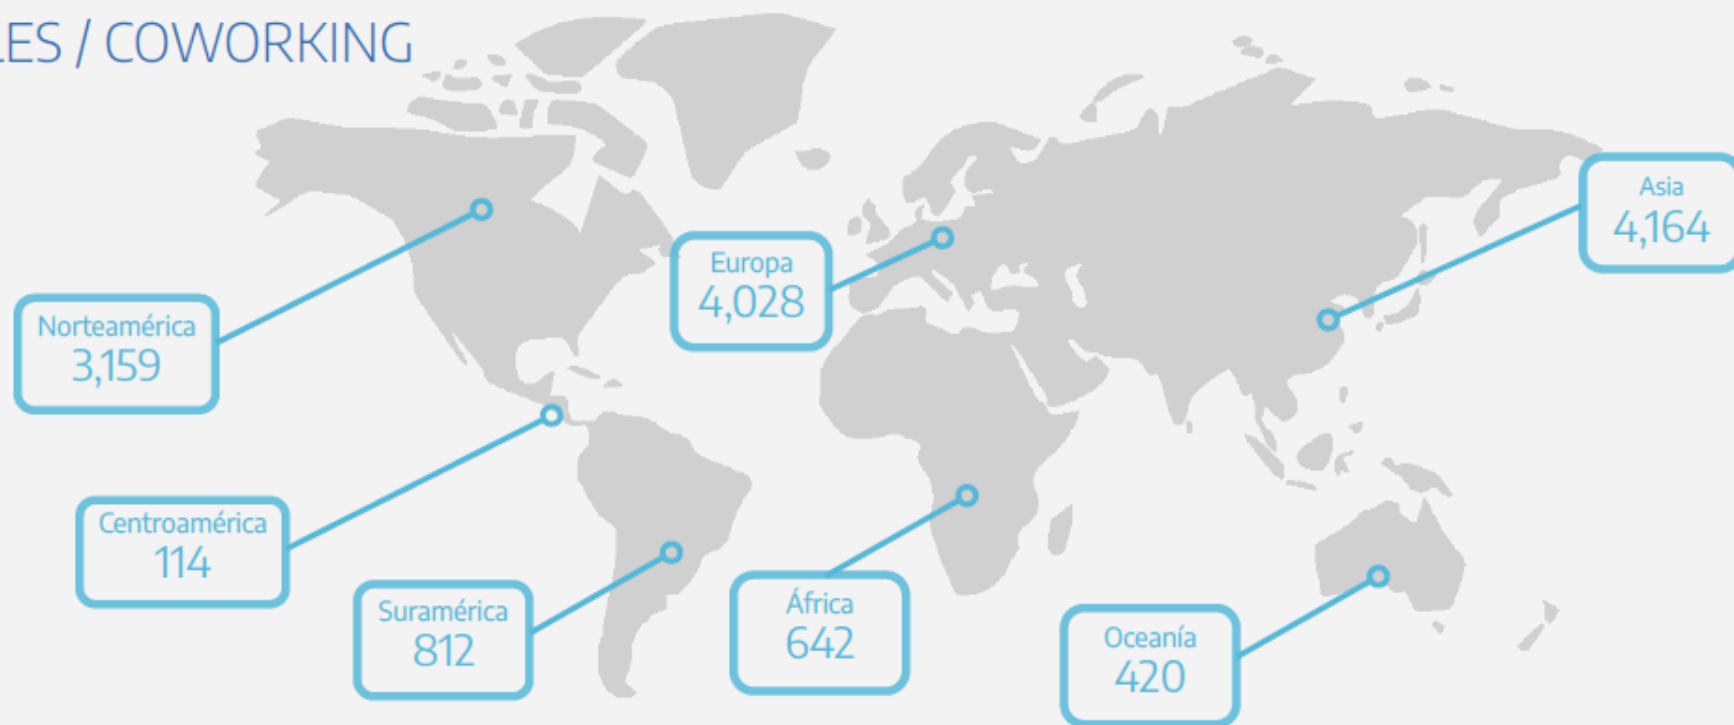 LES / COWORKING
Asia
4,164
Europa
4,028
Norteamérica
3,159
Centroamérica
114
Suramérica
812
África
642
Oceanía
420